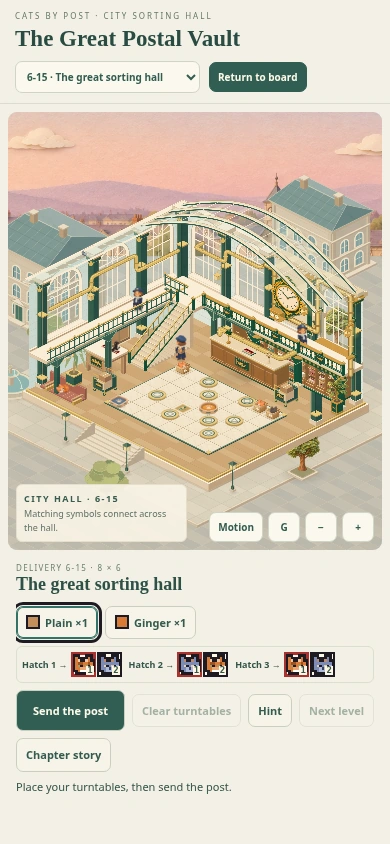 CATS BY POST · CITY SORTING HALL
The Great Postal Vault
6-15 · The great sorting hall
Return to board
CITY HALL · 6-15
Matching symbols connect across
the hall.
Motion
G
−
+
DELIVERY 6-15 · 8 × 6
The great sorting hall
Plain ×1
Ginger ×1
Hatch 1 →
Hatch 2 →
Hatch 3 →
Send the post
Clear turntables
Hint
Next level
Chapter story
Place your turntables, then send the post.